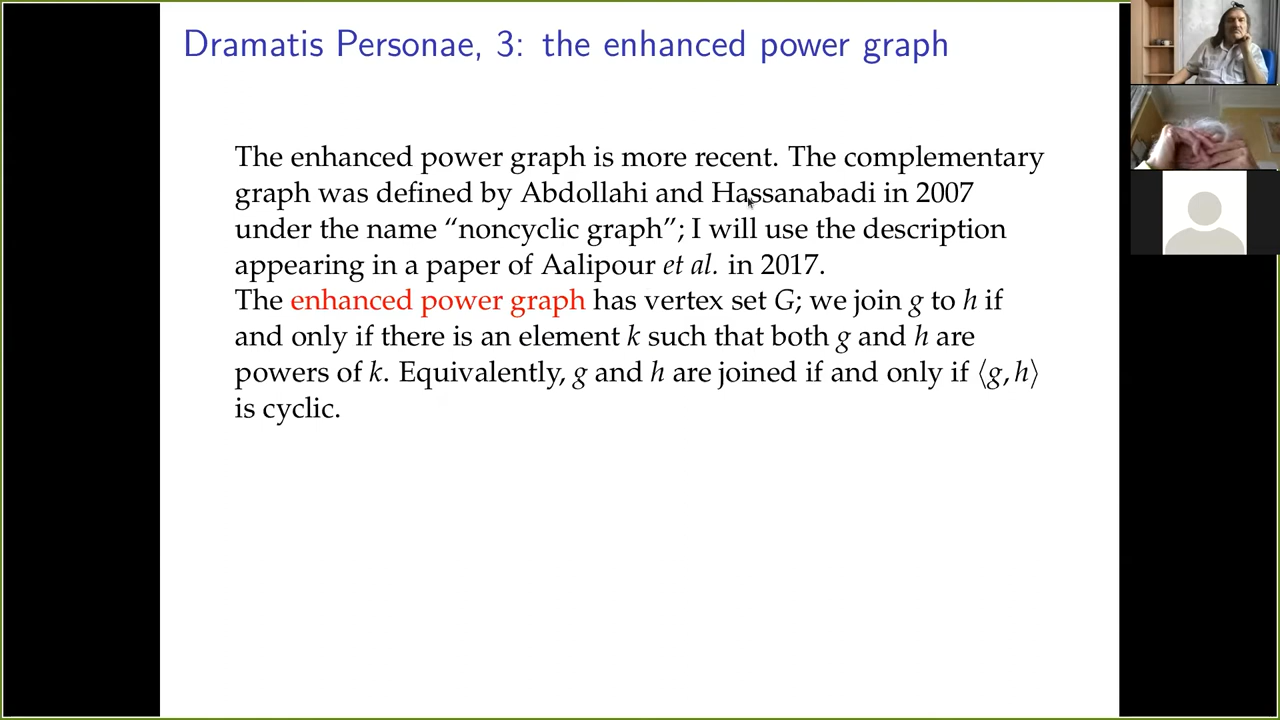 Dramatis Personae, 3: the enhanced power graph
The enhanced power graph is more recent. The complementary
graph was defined by Abdollahi and Hassanabadi in 2007
under the name “noncyclic graph”; I will use the description
appearing in a paper of Aalipour et al. in 2017.
The enhanced power graph has vertex set G; we join g to h if
and only if there is an element k such that both g and h are
powers of k. Equivalently, g and h are joined if and only if ⟨g, h⟩
is cyclic.